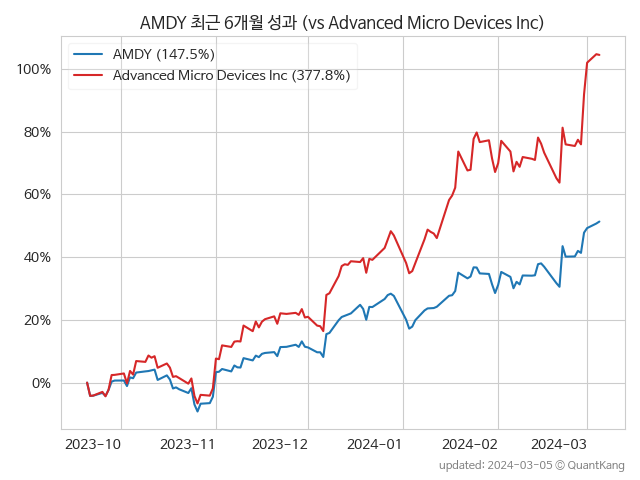 AMDY 최근 6개월 성과 (vs Advanced Micro Devices Inc)
AMDY (147.5%)
Advanced Micro Devices Inc (377.8%)
100%
80%
60%
40%
20%
0%
2023-10 2023-11 2023-12 2024-01 2024-02 2024-03
updated: 2024-03-05 © QuantKang